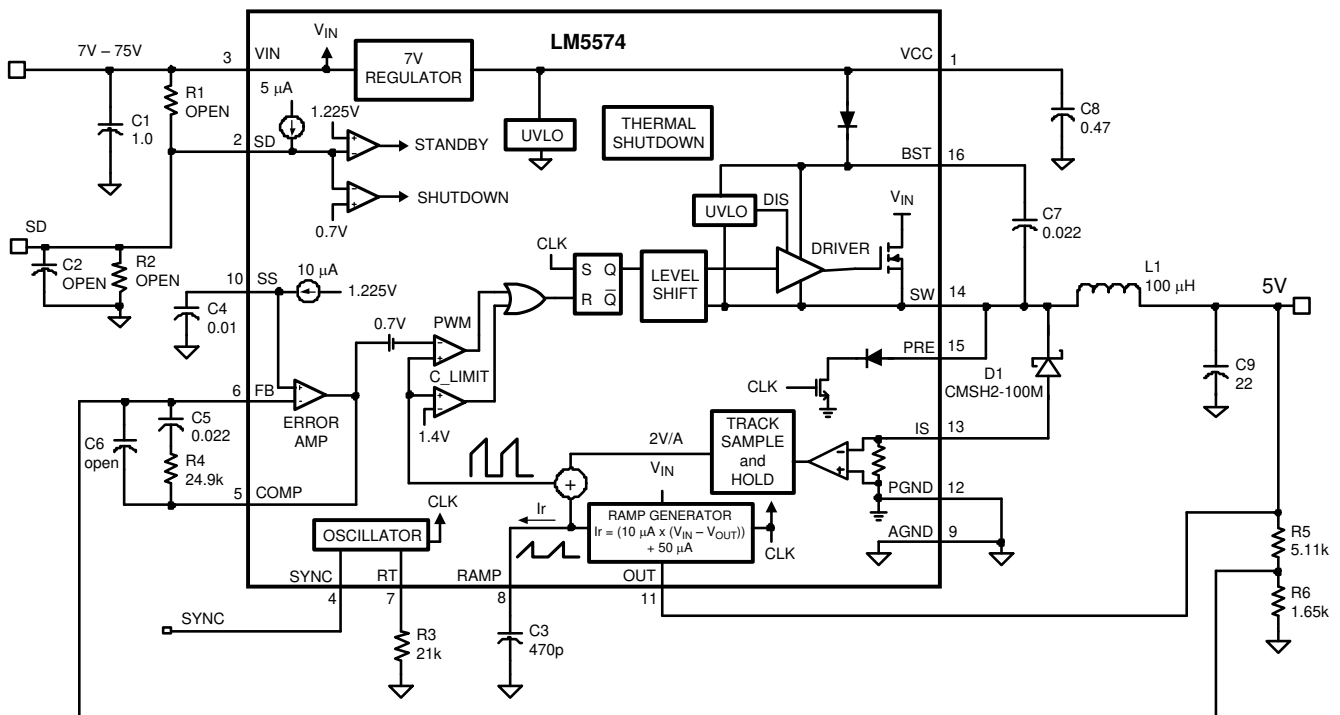 LM5574
7V – 75V
3
VIN
V_IN
7V
REGULATOR
VCC
1
C8
0.47
R1
OPEN
C1
1.0
5 µA
1.225V
2
SD
STANDBY
SHUTDOWN
0.7V
UVLO
THERMAL
SHUTDOWN
BST
16
UVLO
DIS
V_IN
DRIVER
C7
0.022
SD
C2
OPEN
R2
OPEN
10
SS
10 µA
1.225V
C4
0.01
CLK
S Q
R Q̅
LEVEL
SHIFT
SW
14
L1
100 µH
5V
0.7V
PWM
C_LIMIT
1.4V
PRE
15
CLK
D1
CMSH2-100M
C9
22
6
FB
ERROR
AMP
C5
0.022
C6
open
R4
24.9k
5
COMP
2V/A
TRACK
SAMPLE
and
HOLD
IS
13
V_IN
+
PGND
12
AGND
9
Ir
RAMP GENERATOR
Ir = (10 µA x (V_IN – V_OUT))
+ 50 µA
CLK
CLK
OSCILLATOR
SYNC
4
RT
7
RAMP
8
OUT
11
R5
5.11k
R6
1.65k
SYNC
R3
21k
C3
470p